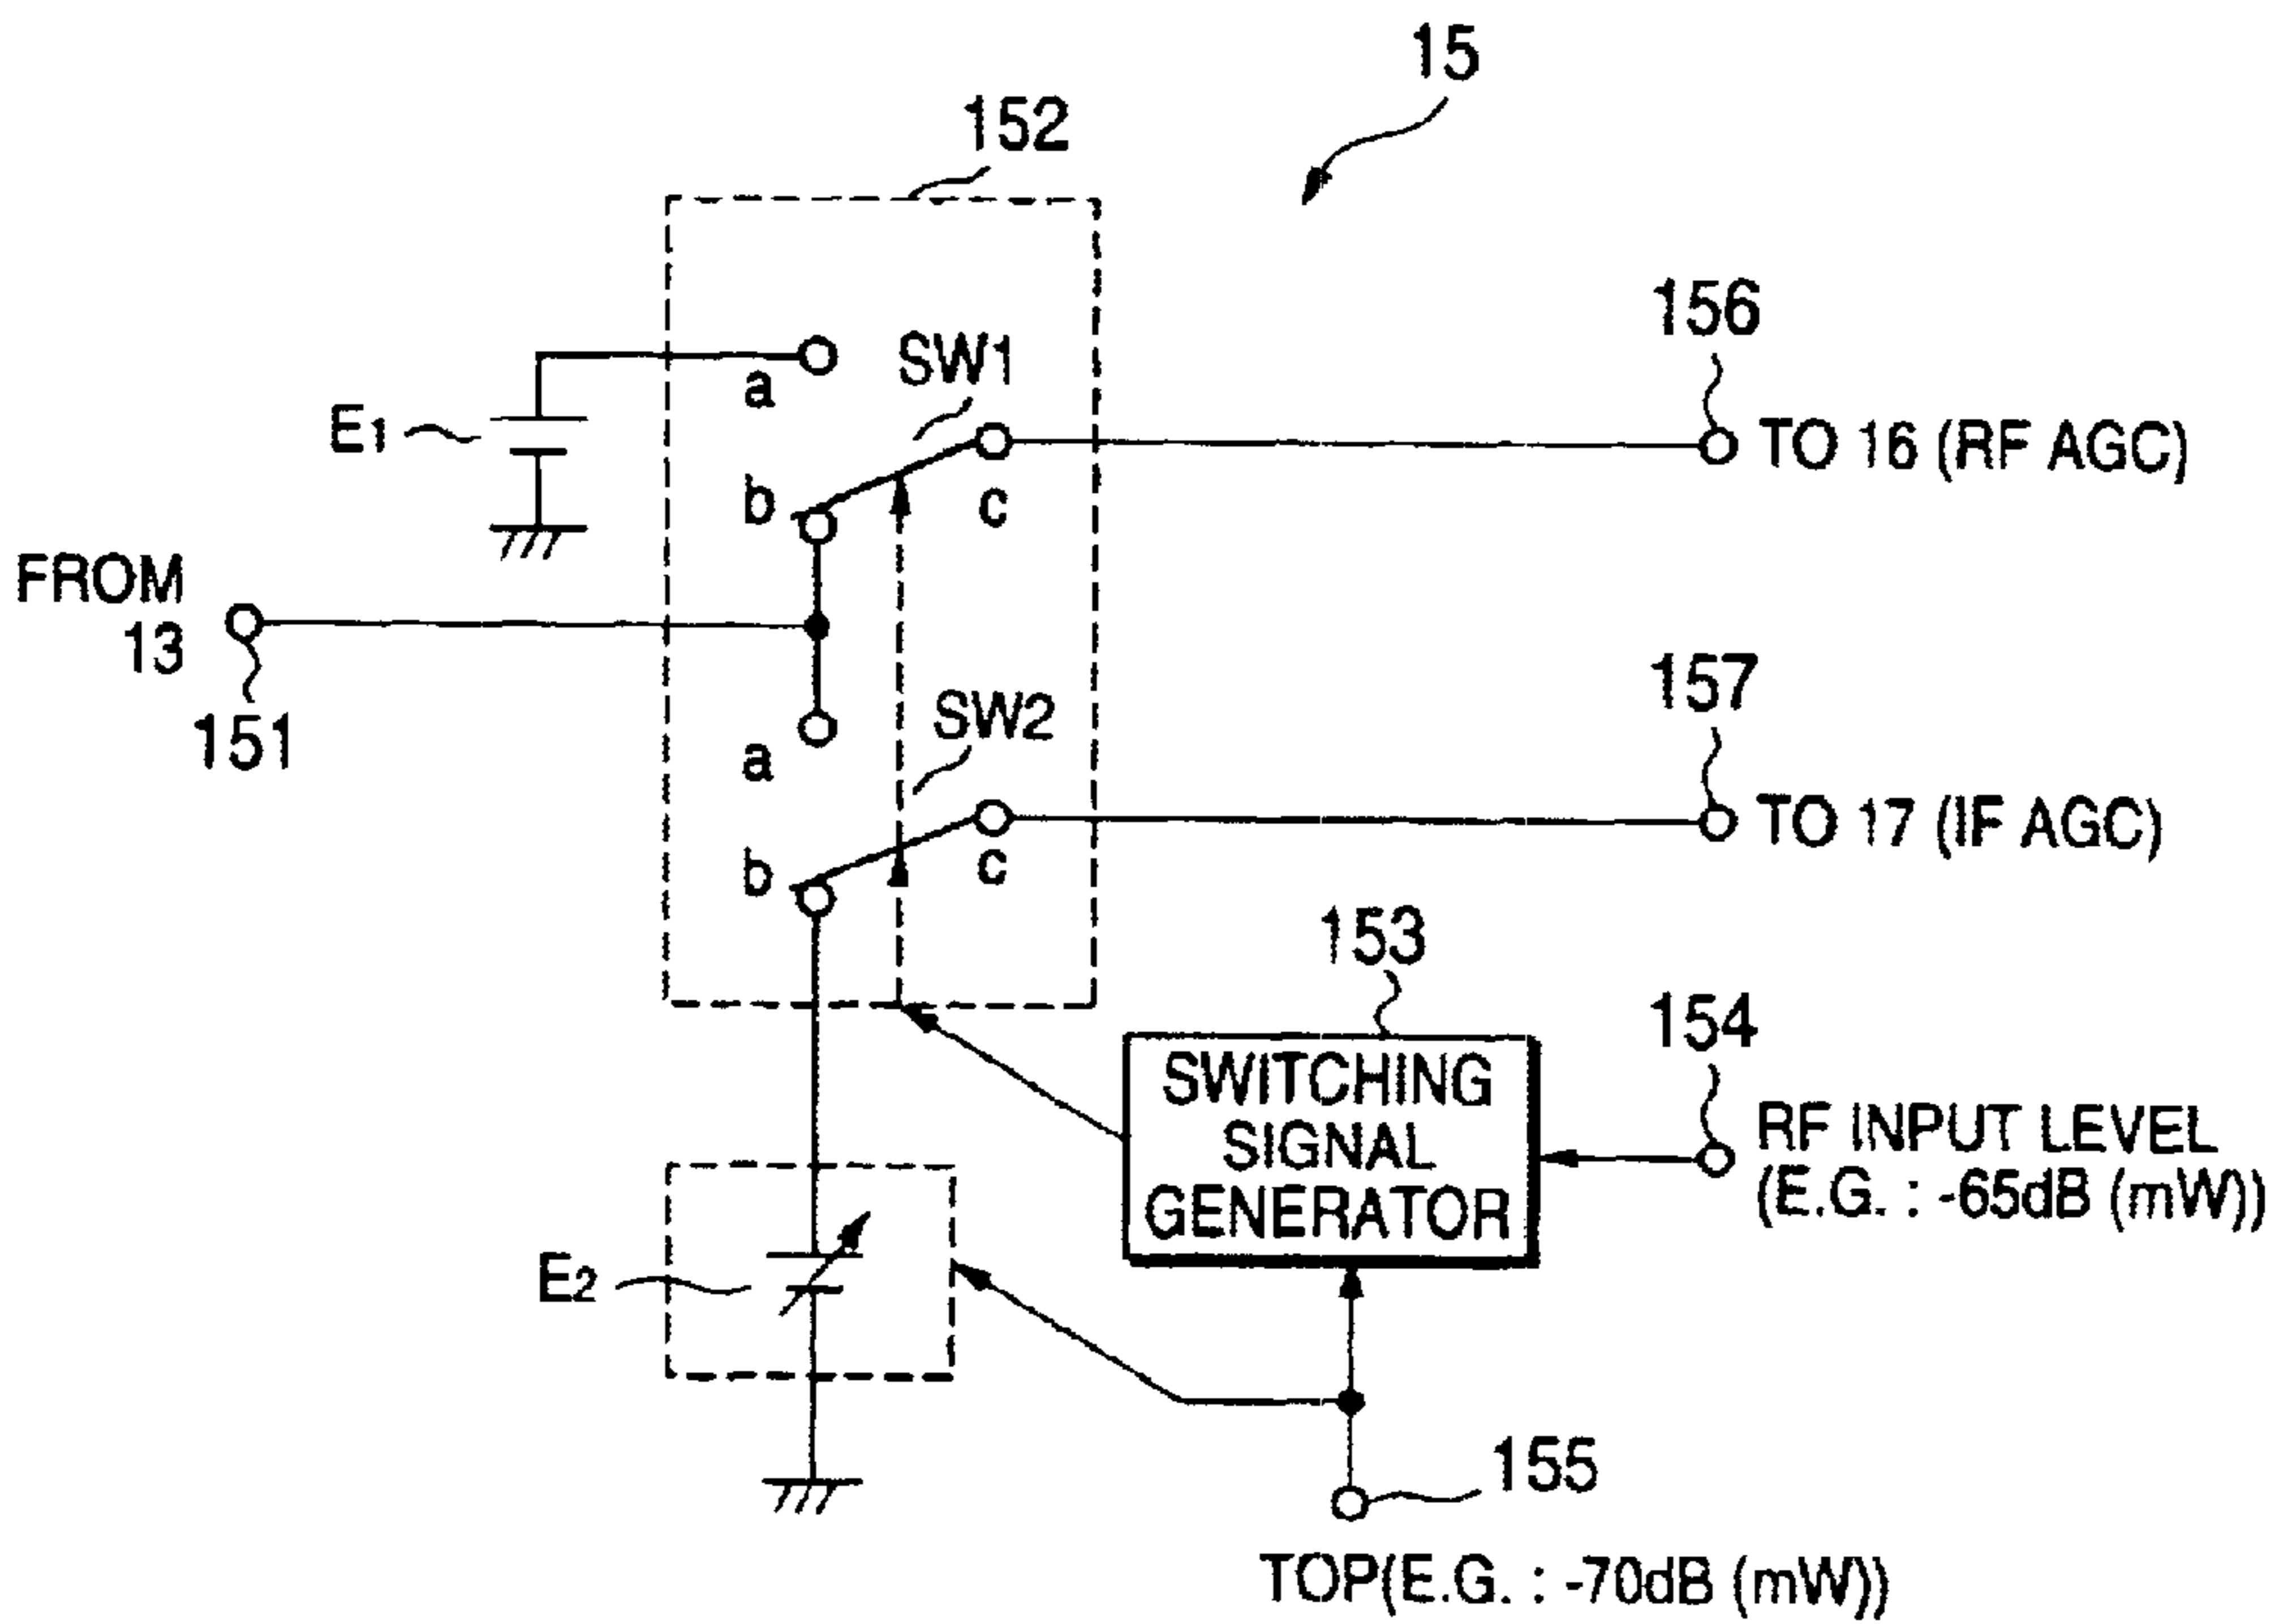 15
152
156
SW1
a
E1
TO 16 (RF AGC)
b
c
FROM
13
151
157
SW2
a
TO 17 (IF AGC)
b
c
153
154
SWITCHING
SIGNAL
GENERATOR
RF INPUT LEVEL
(E.G. : -65dB (mW))
E2
155
TOP(E.G. : -70dB (mW))